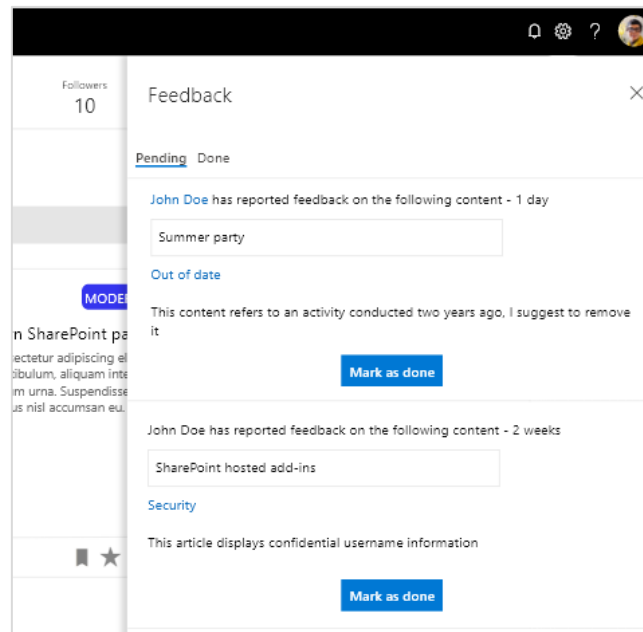 ?
Followers
10
Feedback
Pending Done
John Doe has reported feedback on the following content - 1 day
Summer party
Out of date
This content refers to an activity conducted two years ago, I suggest to remove
it
Mark as done
John Doe has reported feedback on the following content - 2 weeks
SharePoint hosted add-ins
Security
This article displays confidential username information
Mark as done
MODE
n SharePoint pa
ectetur adipiscing el
tibulum, aliquam inte
m urna. Suspendisse
us nisl accumsan eu.